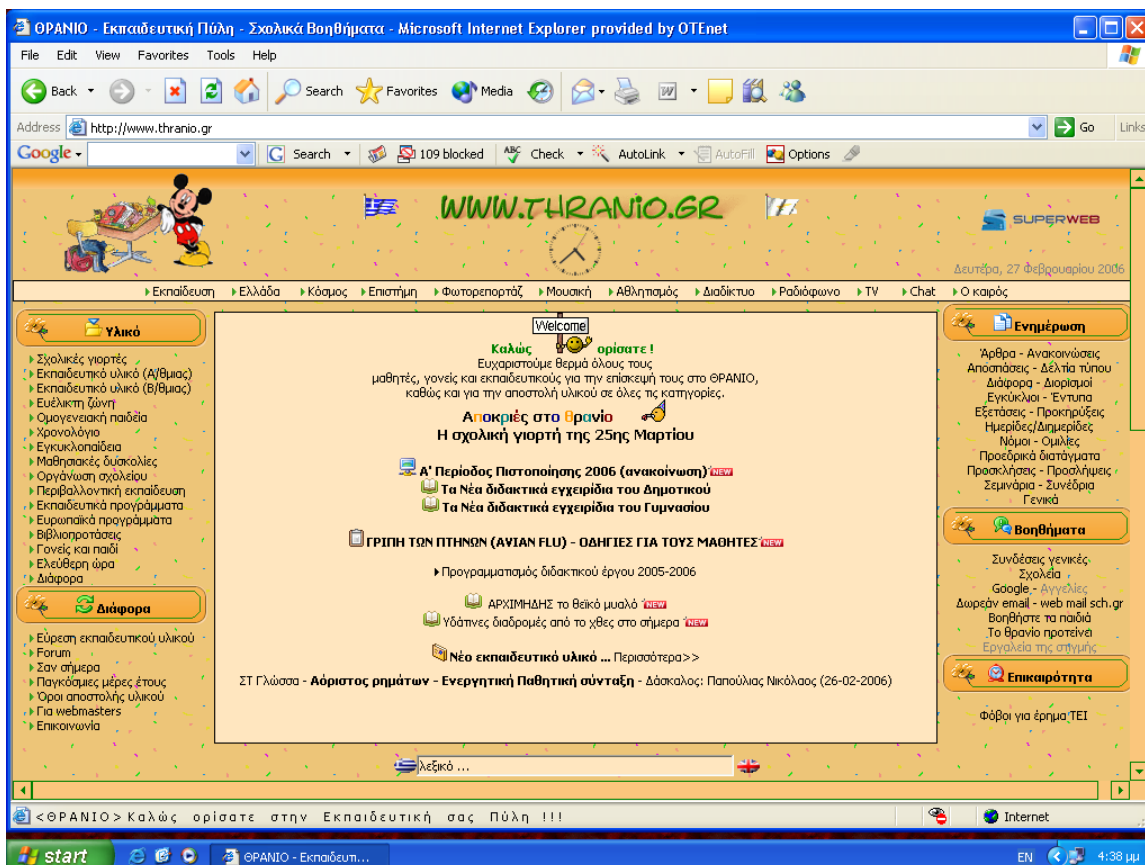 ΘΡΑΝΙΟ - Εκπαιδευτική Πύλη - Σχολικά Βοηθήματα - Microsoft Internet Explorer provided by OTEnet
File Edit View Favorites Tools Help
Back Search Favorites Media
Address http://www.thranio.gr Go Links
Google Search 109 blocked ABC Check AutoLink AutoFill Options
WWW.THRANIO.GR
SUPERWEB
Δευτέρα, 27 Φεβρουαρίου 2006
Εκπαίδευση Ελλάδα Κόσμος Επιστήμη Φωτορεπορτάζ Μουσική Αθλητισμός Διαδίκτυο Ραδιόφωνο TV Chat Ο καιρός
Υλικό
Σχολικές γιορτές
Εκπαιδευτικό υλικό (Α/θμιας)
Εκπαιδευτικό υλικό (Β/θμιας)
Ευέλικτη ζώνη
Ομογενειακή παιδεία
Χρονολόγιο
Εγκυκλοπαίδεια
Μαθησιακές δυσκολίες
Οργάνωση σχολείου
Περιβαλλοντική εκπαίδευση
Εκπαιδευτικά προγράμματα
Ευρωπαϊκά προγράμματα
Βιβλιοπροτάσεις
Γονείς και παιδί
Ελεύθερη ώρα
Διάφορα
Διάφορα
Εύρεση εκπαιδευτικού υλικού
Forum
Σαν σήμερα
Παγκόσμιες μέρες έτους
Όροι αποστολής υλικού
Για webmasters
Επικοινωνία
Welcome
Καλώς ορίσατε !
Ευχαριστούμε θερμά όλους τους
μαθητές, γονείς και εκπαιδευτικούς για την επίσκεψή τους στο ΘΡΑΝΙΟ,
καθώς και για την αποστολή υλικού σε όλες τις κατηγορίες.
Αποκριές στο θρανίο
Η σχολική γιορτή της 25ης Μαρτίου
Α' Περίοδος Πιστοποίησης 2006 (ανακοίνωση) NEW
Τα Νέα διδακτικά εγχειρίδια του Δημοτικού
Τα Νέα διδακτικά εγχειρίδια του Γυμνασίου
ΓΡΙΠΗ ΤΩΝ ΠΤΗΝΩΝ (AVIAN FLU) - ΟΔΗΓΙΕΣ ΓΙΑ ΤΟΥΣ ΜΑΘΗΤΕΣ NEW
Προγραμματισμός διδακτικού έργου 2005-2006
ΑΡΧΙΜΗΔΗΣ το θεϊκό μυαλό NEW
Υδάτινες διαδρομές από το χθες στο σήμερα NEW
Νέο εκπαιδευτικό υλικό ... Περισσότερα>>
ΣΤ Γλώσσα - Αόριστος ρημάτων - Ενεργητική Παθητική σύνταξη - Δάσκαλος: Παπούλιας Νικόλαος (26-02-2006)
λεξικό ...
Ενημέρωση
Άρθρα - Ανακοινώσεις
Αποσπάσεις - Δελτία τύπου
Διάφορα - Διορισμοί
Εγκύκλιοι - Έντυπα
Εξετάσεις - Προκηρύξεις
Ημερίδες/Διημερίδες
Νόμοι - Ομιλίες
Προεδρικά διατάγματα
Προσκλήσεις - Προσλήψεις
Σεμινάρια - Συνέδρια
Γενικά
Βοηθήματα
Συνδέσεις γενικές
Σχολεία
Google - Αγγελίες
Δωρεάν email - web mail sch.gr
Βοηθήστε τα παιδιά
Το θρανίο προτείνει
Εργαλεία της στιγμής
Επικαιρότητα
Φόβοι για έρημα ΤΕΙ
<ΘΡΑΝΙΟ> Καλώς ορίσατε στην Εκπαιδευτική σας Πύλη !!! Internet
start ΘΡΑΝΙΟ - Εκπαιδευτι... EN 4:38 μμ